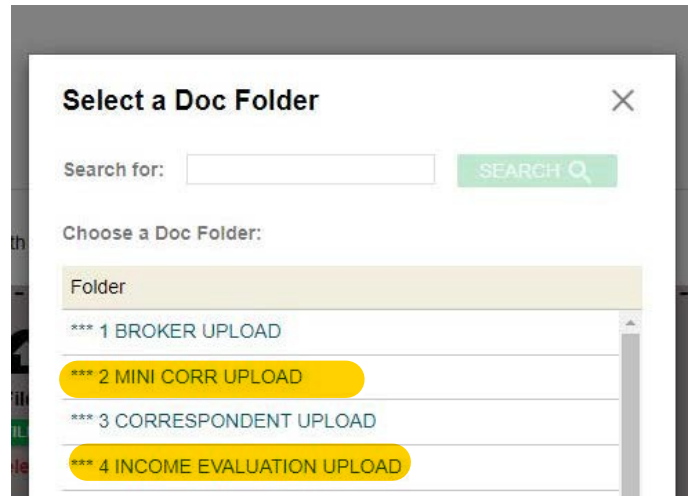 Select a Doc Folder
Search for:
SEARCH
Choose a Doc Folder:
Folder
*** 1 BROKER UPLOAD
*** 2 MINI CORR UPLOAD
*** 3 CORRESPONDENT UPLOAD
*** 4 INCOME EVALUATION UPLOAD